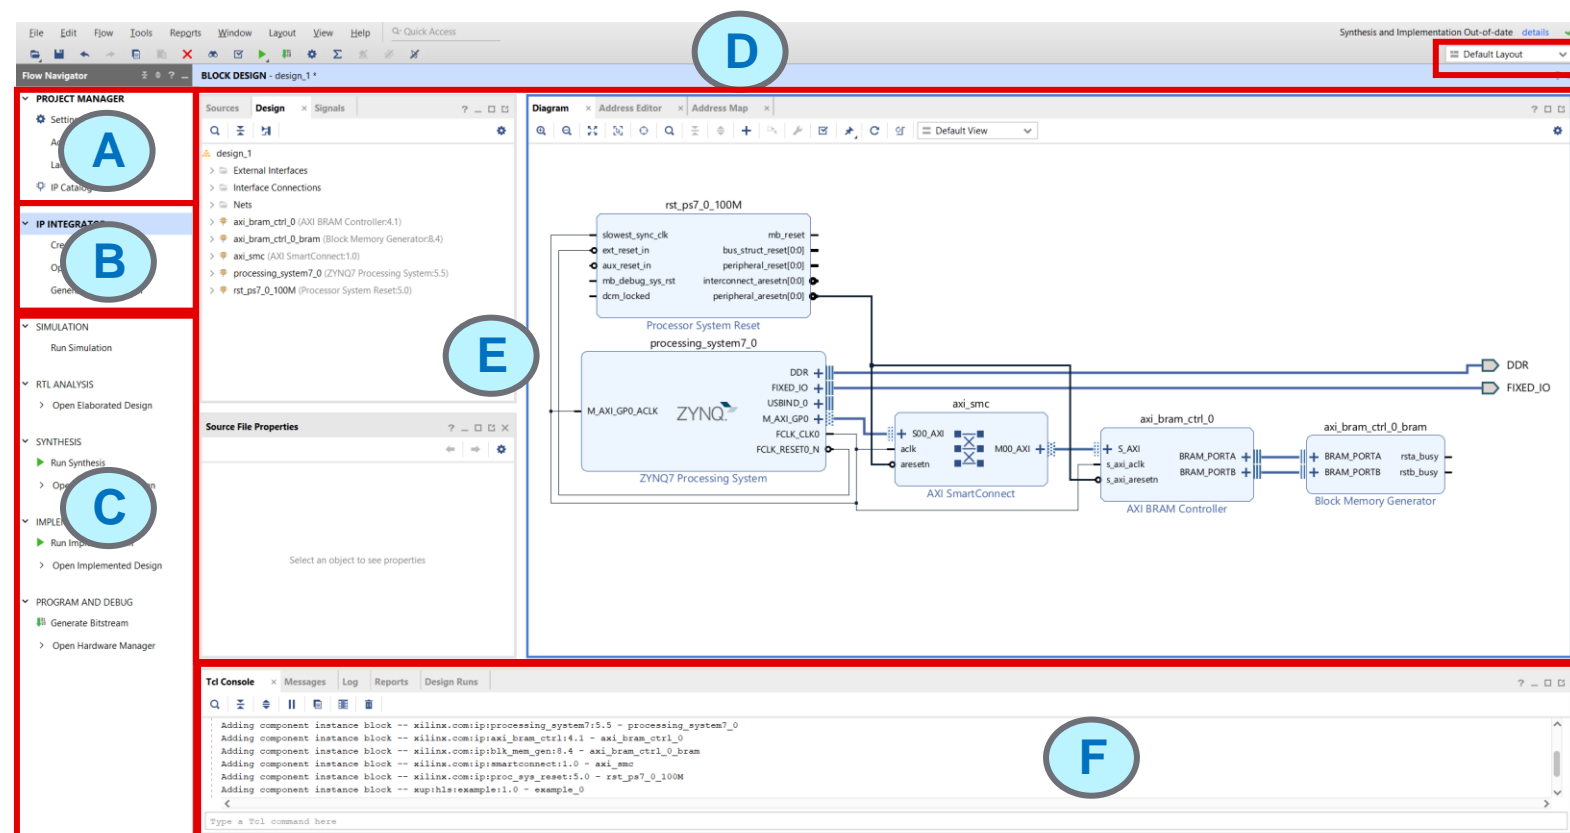 File Edit Flow Tools Reports Window Layout View Help Quick Access
Synthesis and Implementation Out-of-date details
Default Layout
D
Flow Navigator ?
BLOCK DESIGN - design_1 *
PROJECT MANAGER
IP Catalog
A
IP INTEGRATOR
B
SIMULATION
Run Simulation
RTL ANALYSIS
Open Elaborated Design
SYNTHESIS
Run Synthesis
C
Open Implemented Design
PROGRAM AND DEBUG
Generate Bitstream
Open Hardware Manager
Sources Design × Signals ?
design_1
External Interfaces
Interface Connections
Nets
axi_bram_ctrl_0 (AXI BRAM Controller:4.1)
axi_bram_ctrl_0_bram (Block Memory Generator:8.4)
axi_smc (AXI SmartConnect:1.0)
processing_system7_0 (ZYNQ7 Processing System:5.5)
rst_ps7_0_100M (Processor System Reset:5.0)
E
Source File Properties ?
Select an object to see properties
Diagram × Address Editor × Address Map × ?
Default View
rst_ps7_0_100M
slowest_sync_clk mb_reset
ext_reset_in bus_struct_reset[0:0]
aux_reset_in peripheral_reset[0:0]
mb_debug_sys_rst interconnect_aresetn[0:0]
dcm_locked peripheral_aresetn[0:0]
Processor System Reset
processing_system7_0
DDR
FIXED_IO
USBIND_0
M_AXI_GP0_ACLK ZYNQ M_AXI_GP0
FCLK_CLK0
FCLK_RESET0_N
ZYNQ7 Processing System
axi_smc
S00_AXI
aclk M00_AXI
aresetn
AXI SmartConnect
axi_bram_ctrl_0
S_AXI
s_axi_aclk BRAM_PORTA
s_axi_aresetn BRAM_PORTB
AXI BRAM Controller
axi_bram_ctrl_0_bram
BRAM_PORTA rsta_busy
BRAM_PORTB rstb_busy
Block Memory Generator
DDR
FIXED_IO
Tcl Console × Messages Log Reports Design Runs ?
Adding component instance block -- xilinx.com:ip:processing_system7:5.5 - processing_system7_0
Adding component instance block -- xilinx.com:ip:axi_bram_ctrl:4.1 - axi_bram_ctrl_0
Adding component instance block -- xilinx.com:ip:blk_mem_gen:8.4 - axi_bram_ctrl_0_bram
Adding component instance block -- xilinx.com:ip:smartconnect:1.0 - axi_smc
Adding component instance block -- xilinx.com:ip:proc_sys_reset:5.0 - rst_ps7_0_100M
Adding component instance block -- xup:hls:example:1.0 - example_0
Type a Tcl command here
F